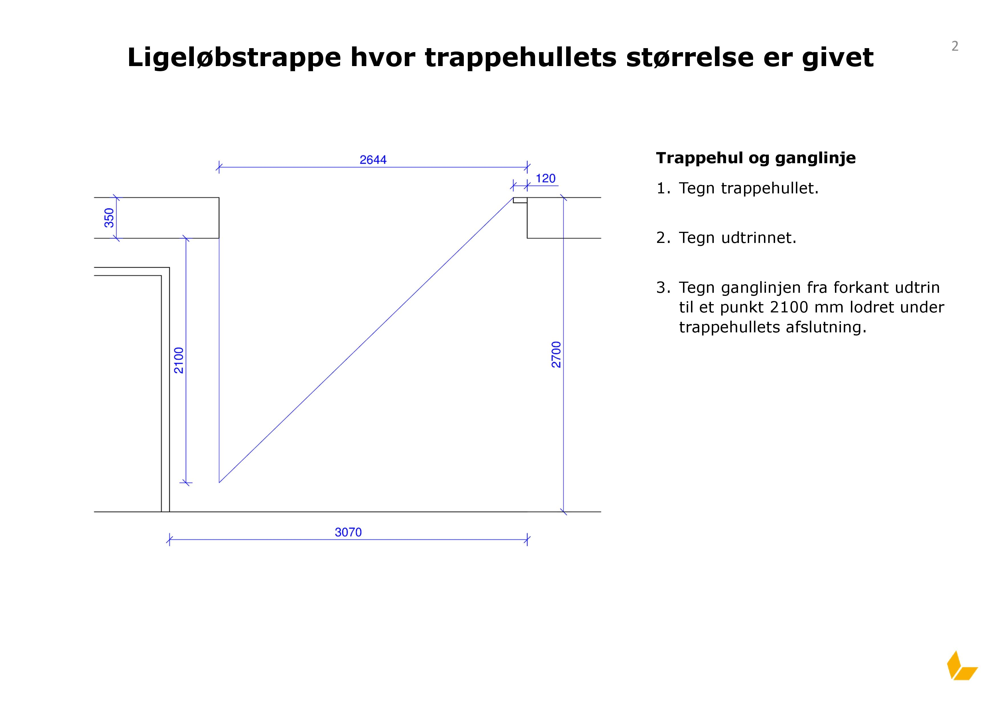 2
Ligeløbstrappe hvor trappehullets størrelse er givet
Trappehul og ganglinje
1. Tegn trappehullet.
2. Tegn udtrinnet.
3. Tegn ganglinjen fra forkant udtrin
til et punkt 2100 mm lodret under
trappehullets afslutning.
2644
120
350
2100
2700
3070